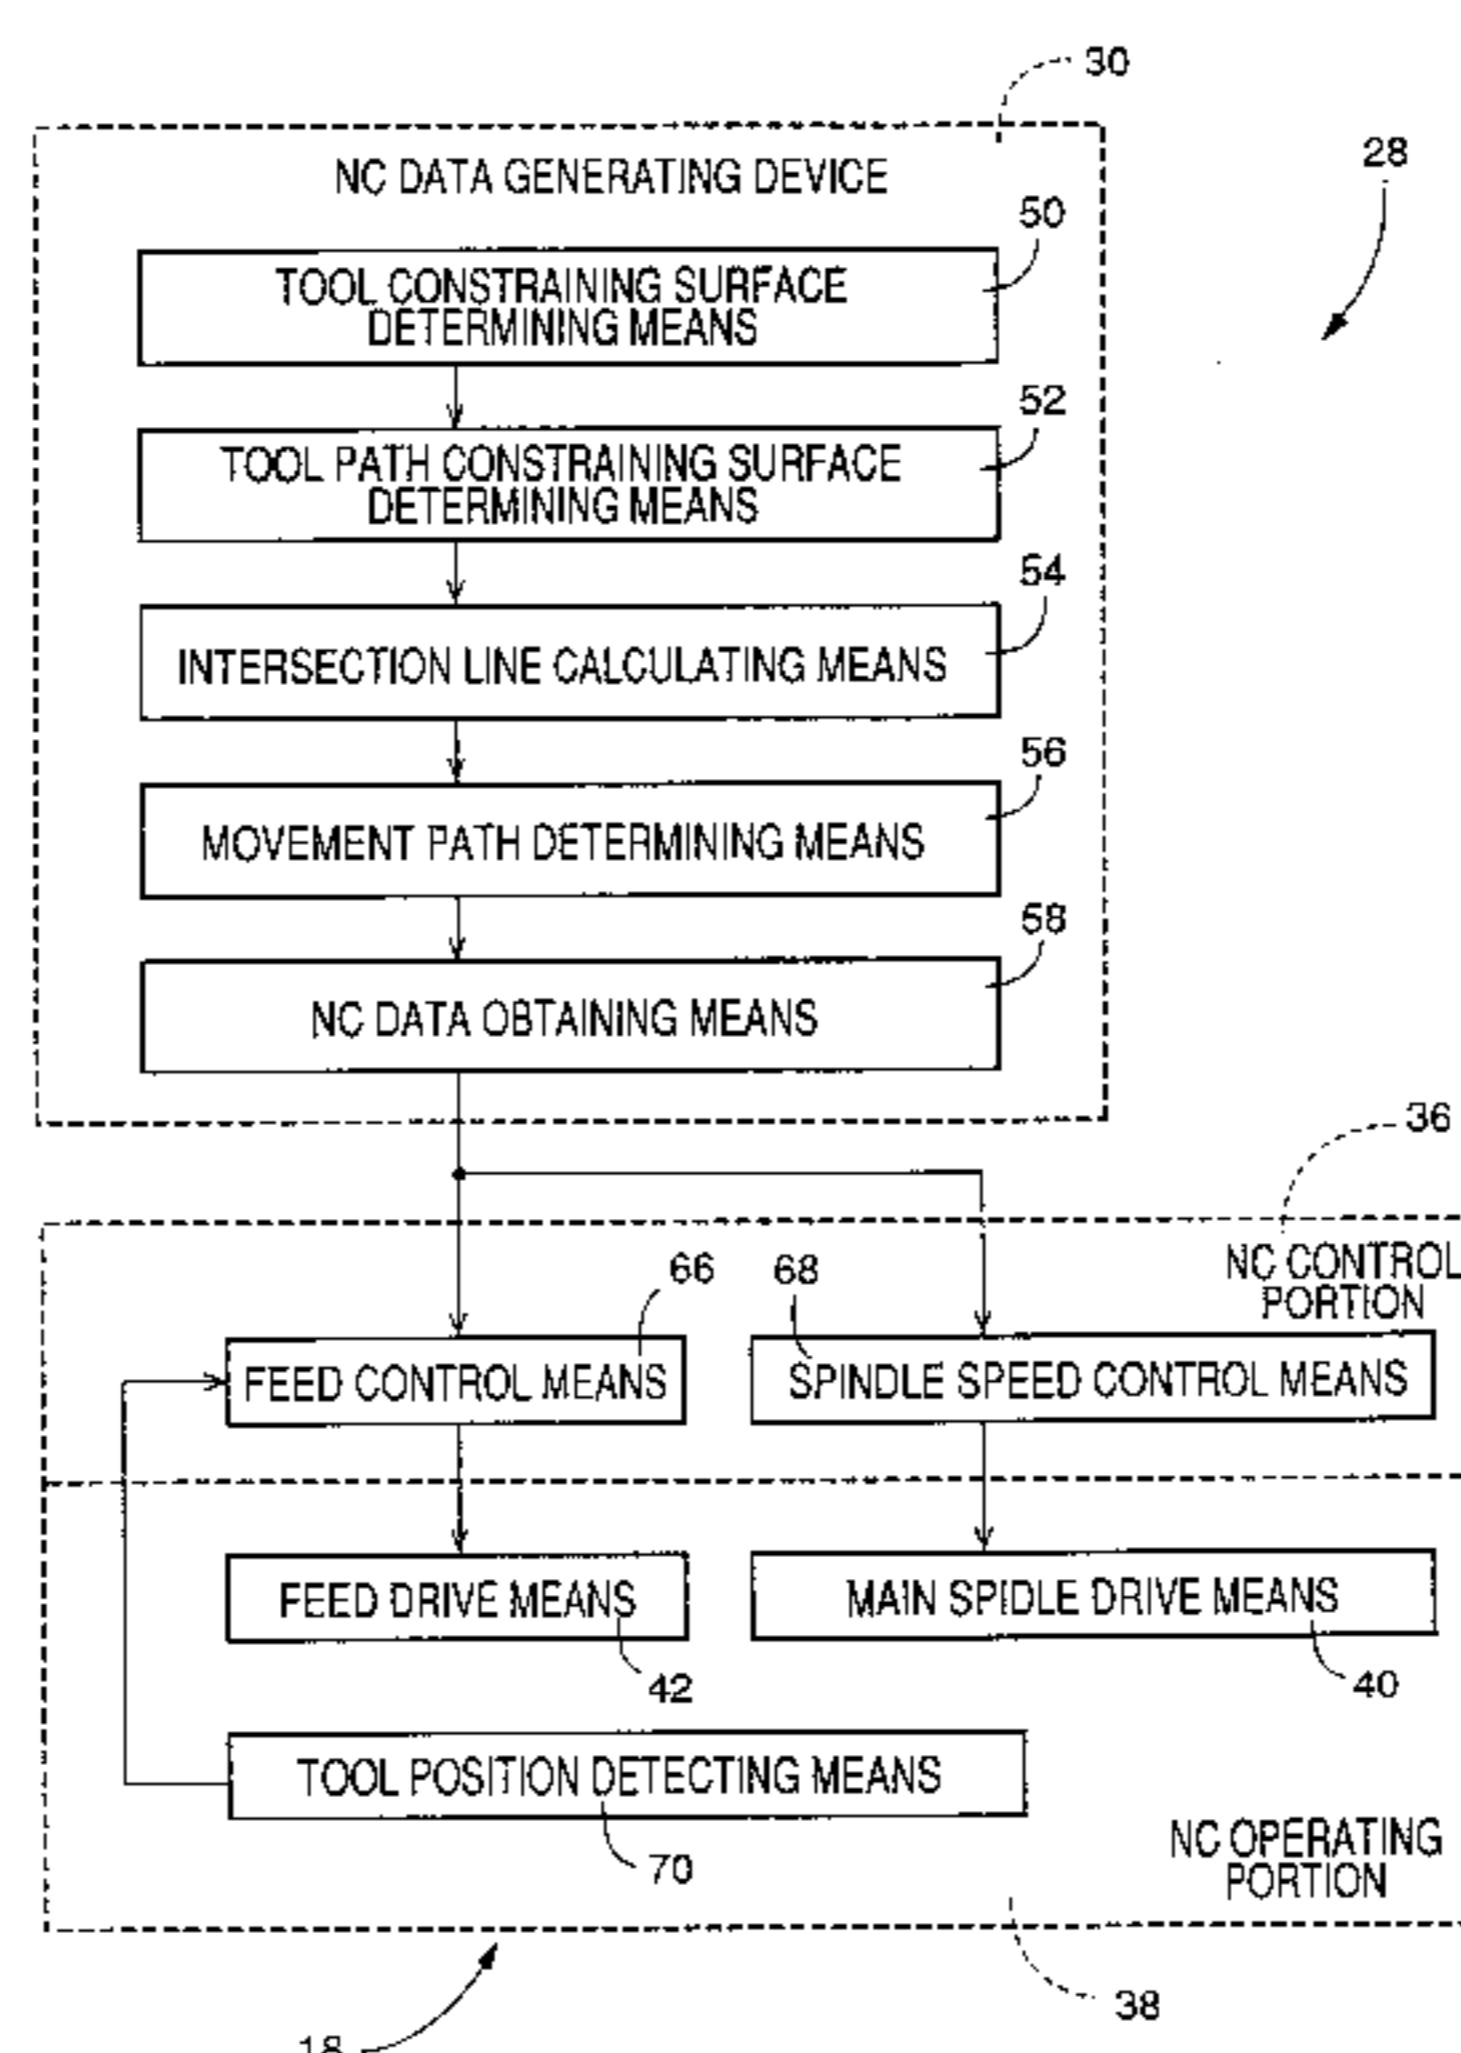 30
28
NC DATA GENERATING DEVICE
50
TOOL CONSTRAINING SURFACE
DETERMINING MEANS
52
TOOL PATH CONSTRAINING SURFACE
DETERMINING MEANS
54
INTERSECTION LINE CALCULATING MEANS
56
MOVEMENT PATH DETERMINING MEANS
58
NC DATA OBTAINING MEANS
36
NC CONTROL
PORTION
66
68
FEED CONTROL MEANS
SPINDLE SPEED CONTROL MEANS
FEED DRIVE MEANS
MAIN SPIDLE DRIVE MEANS
42
40
TOOL POSITION DETECTING MEANS
70
NC OPERATING
PORTION
38
18